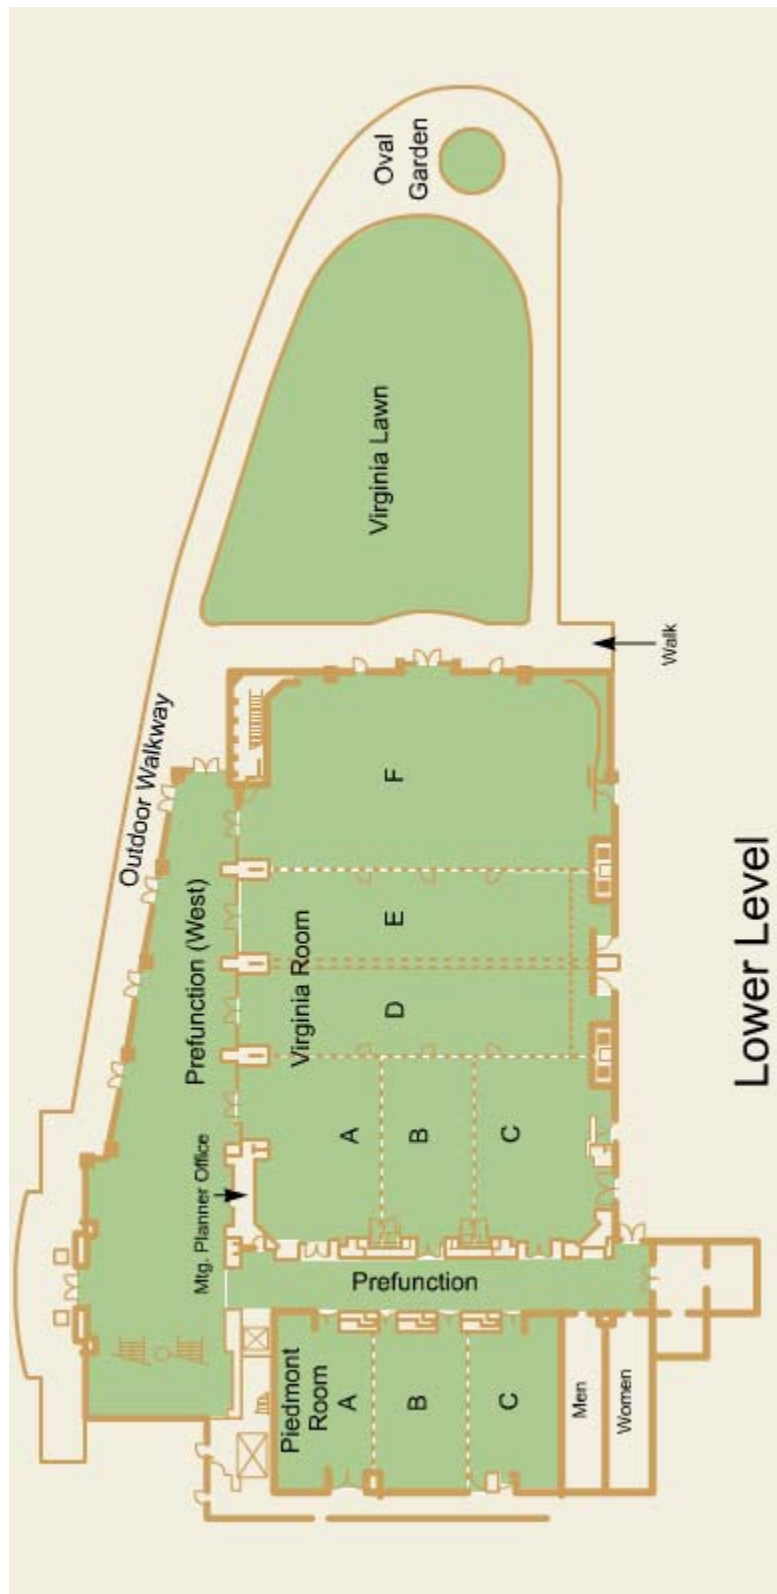 Oval
Garden
Virginia Lawn
Walk
Outdoor Walkway
Prefunction (West)
Virginia Room
F
E
D
A
B
C
Mtg. Planner Office
Prefunction
Piedmont
Room
A
B
C
Men
Women
Lower Level